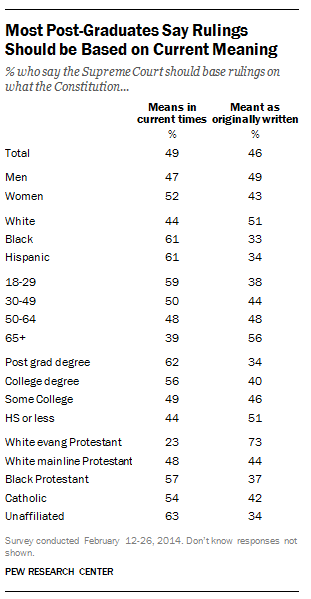 Most Post-Graduates Say Rulings
Should be Based on Current Meaning
% who say the Supreme Court should base rulings on
what the Constitution...
Means in current times Meant as originally written
% %
Total 49 46
Men 47 49
Women 52 43
White 44 51
Black 61 33
Hispanic 61 34
18-29 59 38
30-49 50 44
50-64 48 48
65+ 39 56
Post grad degree 62 34
College degree 56 40
Some College 49 46
HS or less 44 51
White evang Protestant 23 73
White mainline Protestant 48 44
Black Protestant 57 37
Catholic 54 42
Unaffiliated 63 34
Survey conducted February 12-26, 2014. Don't know responses not
shown.
PEW RESEARCH CENTER